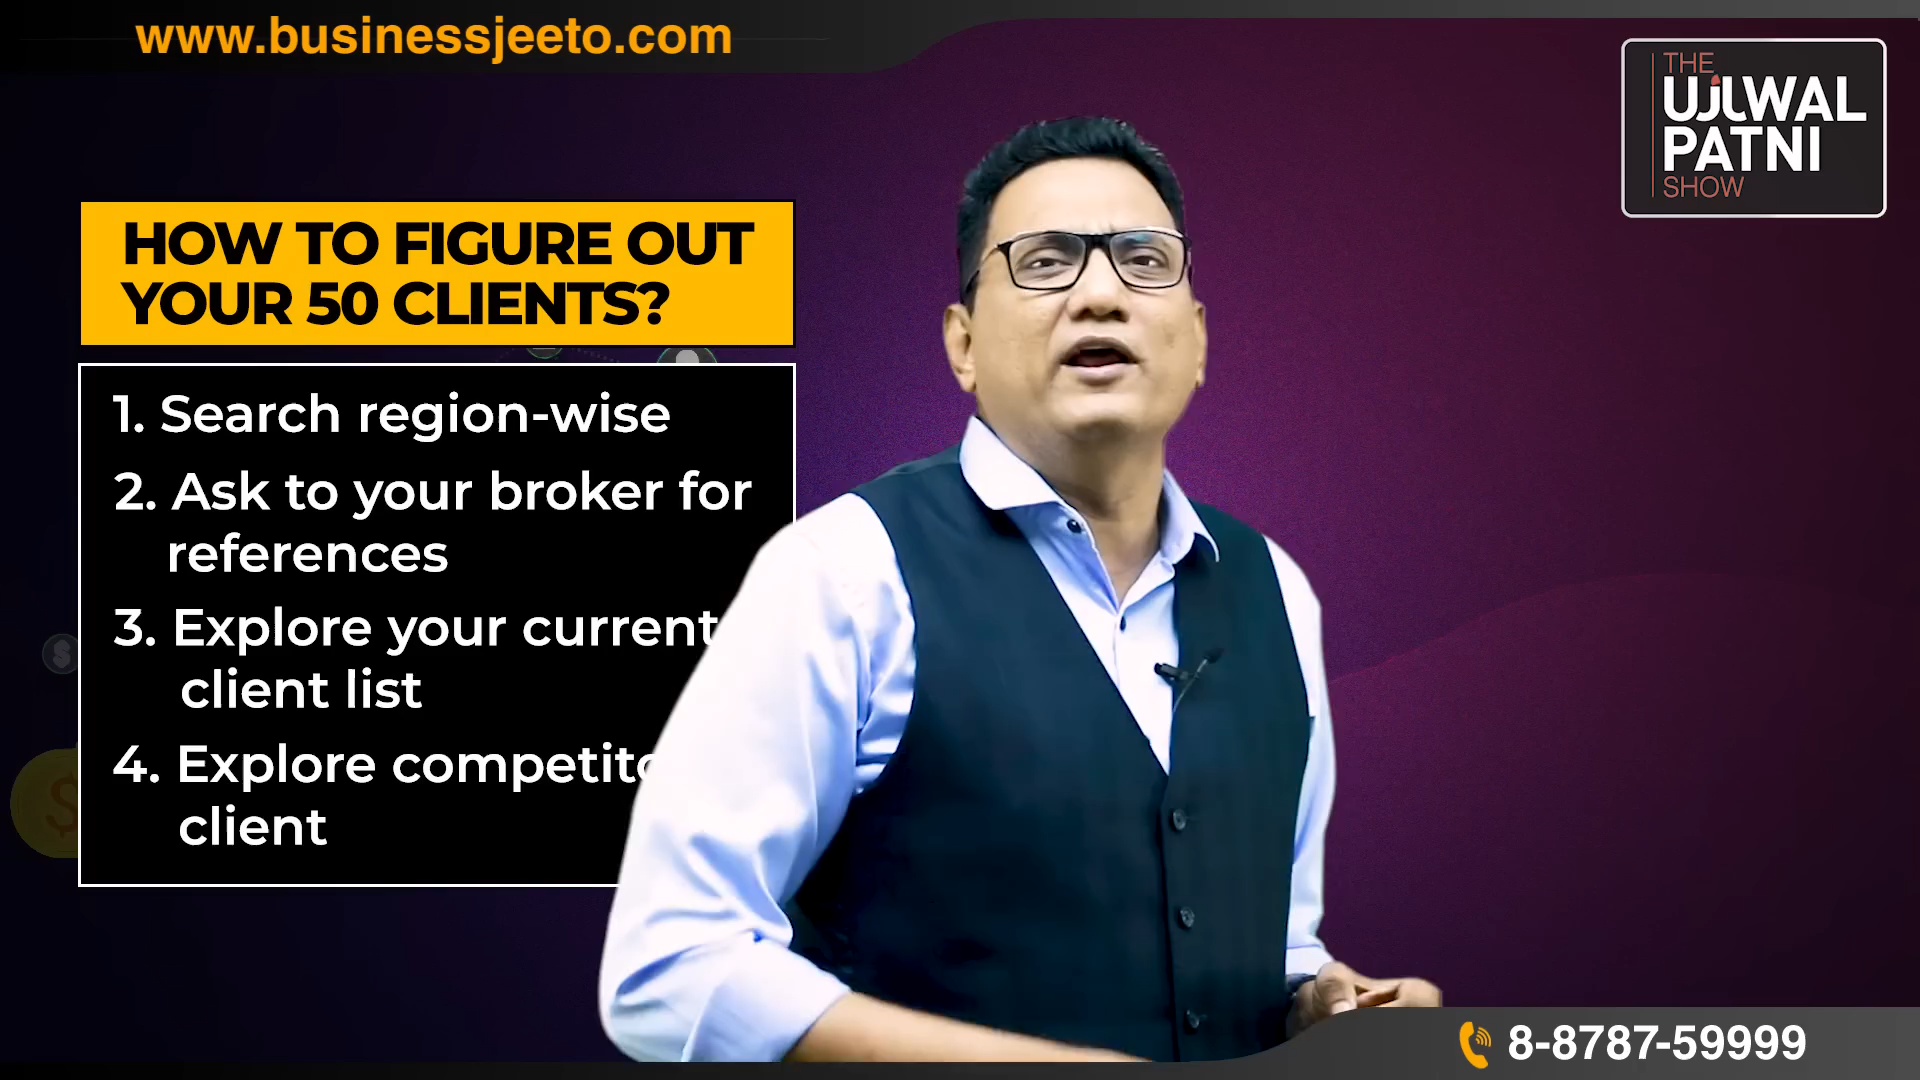 www.businessjeeto.com
THE
UJJWAL
PATNI
SHOW
HOW TO FIGURE OUT
YOUR 50 CLIENTS?
1. Search region-wise
2. Ask to your broker for
references
3. Explore your current
client list
4. Explore
client
8-8787-59999